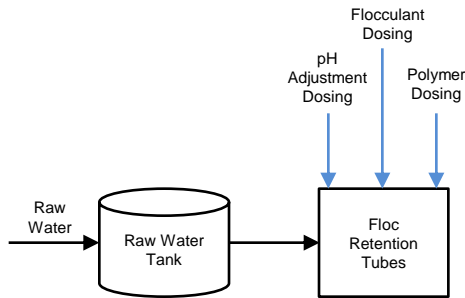 Flocculant
Dosing
pH
Adjustment
Dosing
Polymer
Dosing
Raw
Water
Raw Water
Tank
Floc
Retention
Tubes